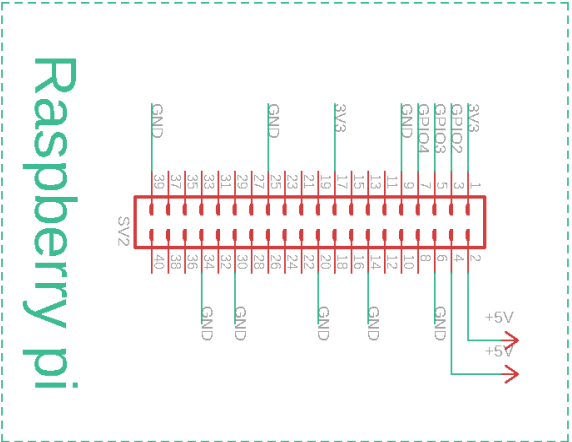 Raspberry pi
GND
GND
3V3
GND
GPIO4
GPIO3
GPIO2
3V3
39 37 35 33 31 29 27 25 23 21 19 17 15 13 11 9 7 5 3 1
SV2
40 38 36 34 32 30 28 26 24 22 20 18 16 14 12 10 8 6 4 2
GND
GND
GND
GND
GND
+5V
+5V